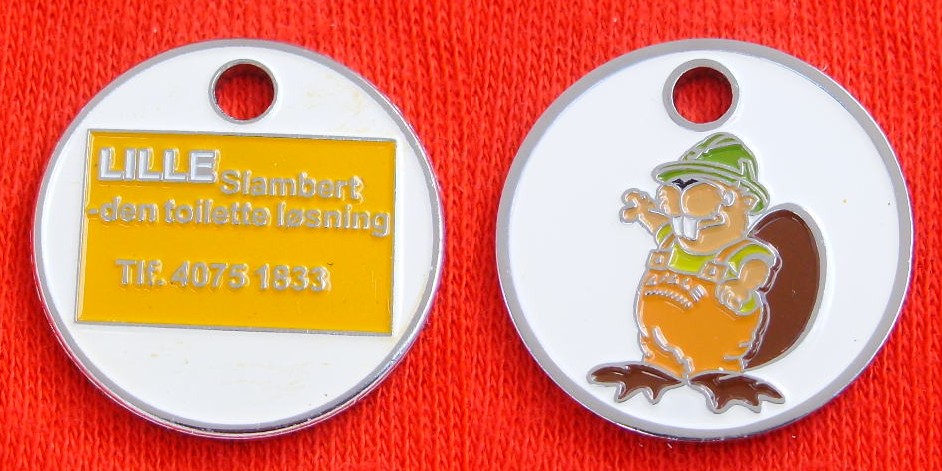 LILLE Slambert
-den toilette løsning
Tlf. 4075 1833